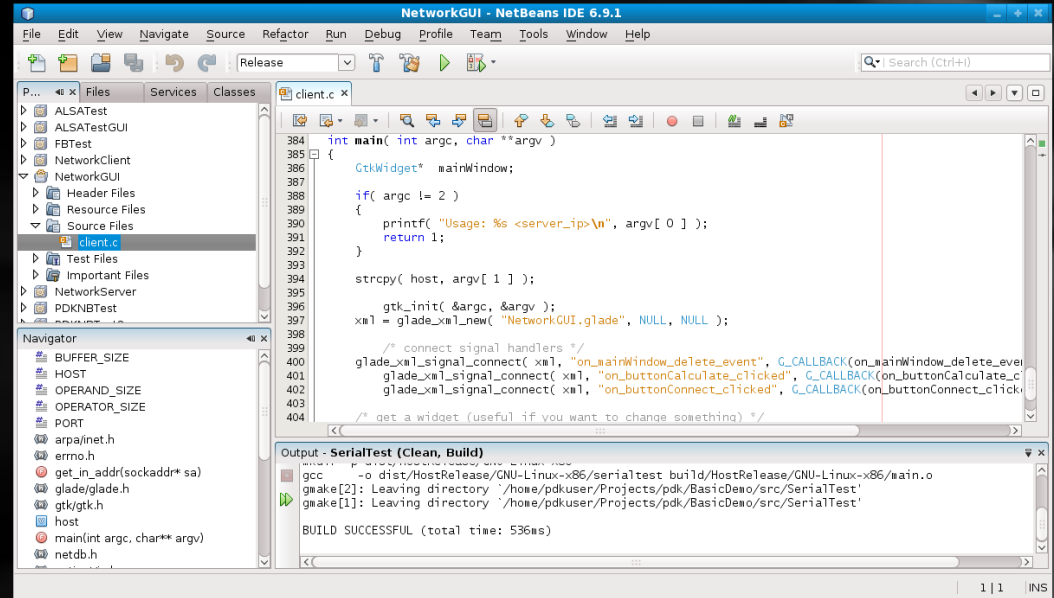 NetworkGUI - NetBeans IDE 6.9.1
File Edit View Navigate Source Refactor Run Debug Profile Team Tools Window Help
Release
Search (Ctrl+I)
P... Files Services Classes
ALSATest
ALSATestGUI
FBTest
NetworkClient
NetworkGUI
Header Files
Resource Files
Source Files
client.c
Test Files
Important Files
NetworkServer
PDKNBTest
Navigator
BUFFER_SIZE
HOST
OPERAND_SIZE
OPERATOR_SIZE
PORT
arpa/inet.h
errno.h
get_in_addr(sockaddr* sa)
glade/glade.h
gtk/gtk.h
host
main(int argc, char** argv)
netdb.h
client.c
384 int main( int argc, char **argv )
385 {
386 GtkWidget* mainWindow;
387
388 if( argc != 2 )
389 {
390 printf( "Usage: %s <server_ip>\n", argv[ 0 ] );
391 return 1;
392 }
393
394 strcpy( host, argv[ 1 ] );
395
396 gtk_init( &argc, &argv );
397 xml = glade_xml_new( "NetworkGUI.glade", NULL, NULL );
398
399 /* connect signal handlers */
400 glade_xml_signal_connect( xml, "on_mainWindow_delete_event", G_CALLBACK(on_mainWindow_delete_even
401 glade_xml_signal_connect( xml, "on_buttonCalculate_clicked", G_CALLBACK(on_buttonCalculate_c
402 glade_xml_signal_connect( xml, "on_buttonConnect_clicked", G_CALLBACK(on_buttonConnect_click
403
404 /* get a widget (useful if you want to change something) */
Output - SerialTest (Clean, Build)
gcc -o dist/HostRelease/GNU-Linux-x86/serialtest build/HostRelease/GNU-Linux-x86/main.o
gmake[2]: Leaving directory `/home/pdkuser/Projects/pdk/BasicDemo/src/SerialTest'
gmake[1]: Leaving directory `/home/pdkuser/Projects/pdk/BasicDemo/src/SerialTest'
BUILD SUCCESSFUL (total time: 536ms)
1|1 INS